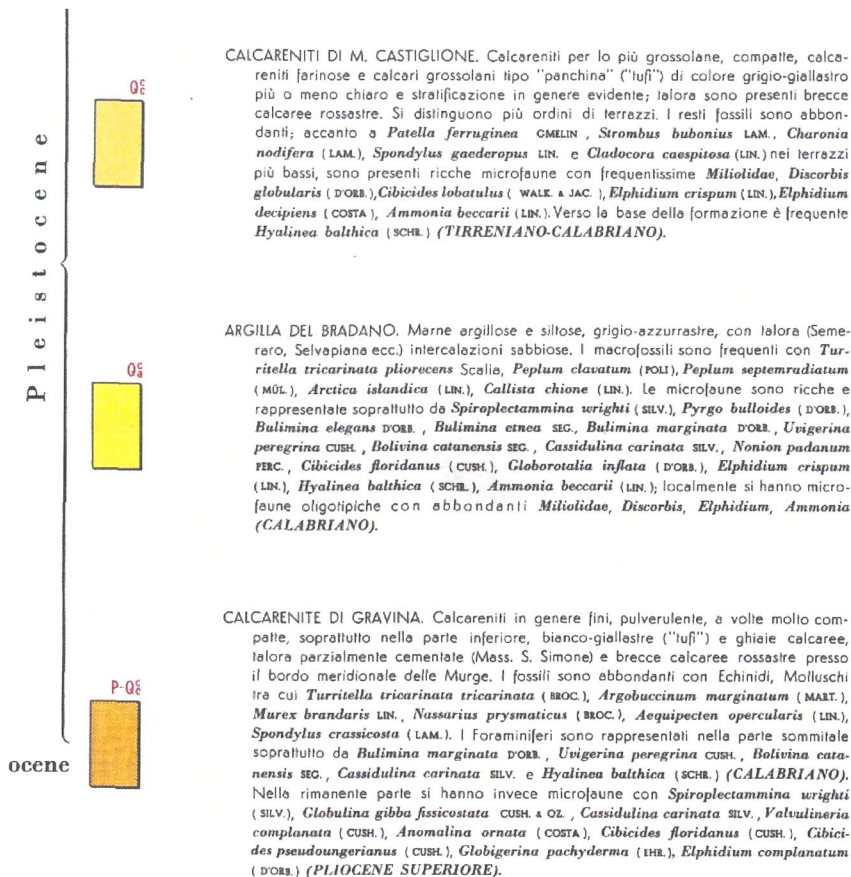 Pleistocene
Qcc
CALCARENITI DI M. CASTIGLIONE. Calcareniti per lo più grossolane, compatte, calca-
reniti farinose e calcari grossolani tipo "panchina" ("tufi") di colore grigio-giallastro
più o meno chiaro e stratificazione in genere evidente; talora sono presenti brecce
calcaree rossastre. Si distinguono più ordini di terrazzi. I resti fossili sono abbon-
danti; accanto a Patella ferruginea GMELIN , Strombus bubonius LAM., Charonia
nodifera (LAM.), Spondylus gaederopus LIN. e Cladocora caespitosa (LIN.) nei terrazzi
più bassi, sono presenti ricche microfaune con frequentissime Miliolidae, Discorbis
globularis (D'ORB.), Cibicides lobatulus ( WALK. & JAC. ), Elphidium crispum (LIN.), Elphidium
decipiens (COSTA), Ammonia beccarii (LIN.). Verso la base della formazione è frequente
Hyalinea balthica (SCHR.) (TIRRENIANO-CALABRIANO).
Qca
ARGILLA DEL BRADANO. Marne argillose e siltose, grigio-azzurrastre, con talora (Seme-
raro, Selvapiana ecc.) intercalazioni sabbiose. I macrofossili sono frequenti con Tur-
ritella tricarinata pliorecens Scalia, Peplum clavatum (POLI), Peplum septemradiatum
(MÜL.), Arctica islandica (LIN.), Callista chione (LIN.). Le microfaune sono ricche e
rappresentate soprattutto da Spiroplectammina wrighti (SILV.), Pyrgo bulloides (D'ORB.),
Bulimina elegans D'ORB. , Bulimina etnea SEG., Bulimina marginata D'ORB. , Uvigerina
peregrina CUSH. , Bolivina catanensis SEG. , Cassidulina carinata SILV. , Nonion padanum
PERC. , Cibicides floridanus (CUSH.), Globorotalia inflata (D'ORB.), Elphidium crispum
(LIN.), Hyalinea balthica (SCHR.), Ammonia beccarii (LIN.); localmente si hanno micro-
faune oligotipiche con abbondanti Miliolidae, Discorbis, Elphidium, Ammonia
(CALABRIANO).
P-Qcc
ocene
CALCARENITE DI GRAVINA. Calcareniti in genere fini, pulverulente, a volte molto com-
patte, soprattutto nella parte inferiore, bianco-giallastre ("tufi") e ghiaie calcaree,
talora parzialmente cementate (Mass. S. Simone) e brecce calcaree rossastre presso
il bordo meridionale delle Murge. I fossili sono abbondanti con Echinidi, Molluschi
tra cui Turritella tricarinata tricarinata (BROC.), Argobuccinum marginatum (MART.),
Murex brandaris LIN. , Nassarius prysmaticus (BROC.), Aequipecten opercularis (LIN.),
Spondylus crassicosta (LAM.). I Foraminiferi sono rappresentati nella parte sommitale
soprattutto da Bulimina marginata D'ORB. , Uvigerina peregrina CUSH. , Bolivina cata-
nensis SEG. , Cassidulina carinata SILV. e Hyalinea balthica (SCHR.) (CALABRIANO).
Nella rimanente parte si hanno invece microfaune con Spiroplectammina wrighti
(SILV.), Globulina gibba fissicostata CUSH. & OZ. , Cassidulina carinata SILV. , Valvulineria
complanata (CUSH.), Anomalina ornata (COSTA), Cibicides floridanus (CUSH.), Cibici-
des pseudoungerianus (CUSH.), Globigerina pachyderma (EHR.), Elphidium complanatum
(D'ORB.) (PLIOCENE SUPERIORE).